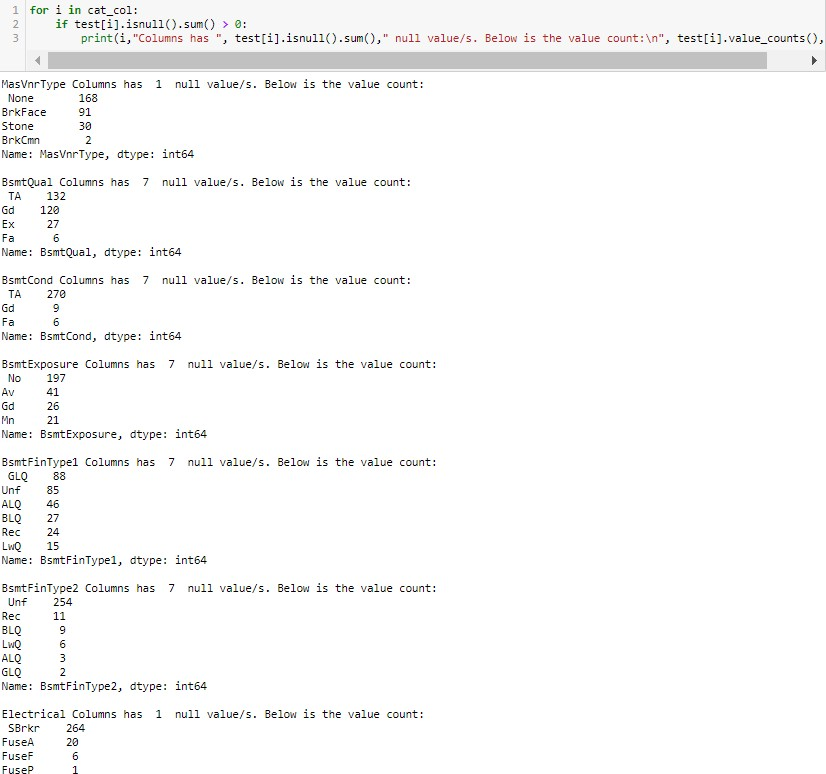 1 for i in cat_col:
2     if test[i].isnull().sum() > 0:
3         print(i,"Columns has ", test[i].isnull().sum()," null value/s. Below is the value count:\n", test[i].value_counts(),
MasVnrType Columns has  1  null value/s. Below is the value count:
 None       168
BrkFace     91
Stone       30
BrkCmn       2
Name: MasVnrType, dtype: int64
BsmtQual Columns has  7  null value/s. Below is the value count:
 TA    132
Gd    120
Ex     27
Fa      6
Name: BsmtQual, dtype: int64
BsmtCond Columns has  7  null value/s. Below is the value count:
 TA    270
Gd      9
Fa      6
Name: BsmtCond, dtype: int64
BsmtExposure Columns has  7  null value/s. Below is the value count:
 No    197
Av     41
Gd     26
Mn     21
Name: BsmtExposure, dtype: int64
BsmtFinType1 Columns has  7  null value/s. Below is the value count:
 GLQ    88
Unf    85
ALQ    46
BLQ    27
Rec    24
LwQ    15
Name: BsmtFinType1, dtype: int64
BsmtFinType2 Columns has  7  null value/s. Below is the value count:
 Unf    254
Rec     11
BLQ      9
LwQ      6
ALQ      3
GLQ      2
Name: BsmtFinType2, dtype: int64
Electrical Columns has  1  null value/s. Below is the value count:
 SBrkr    264
FuseA     20
FuseF      6
FuseP      1